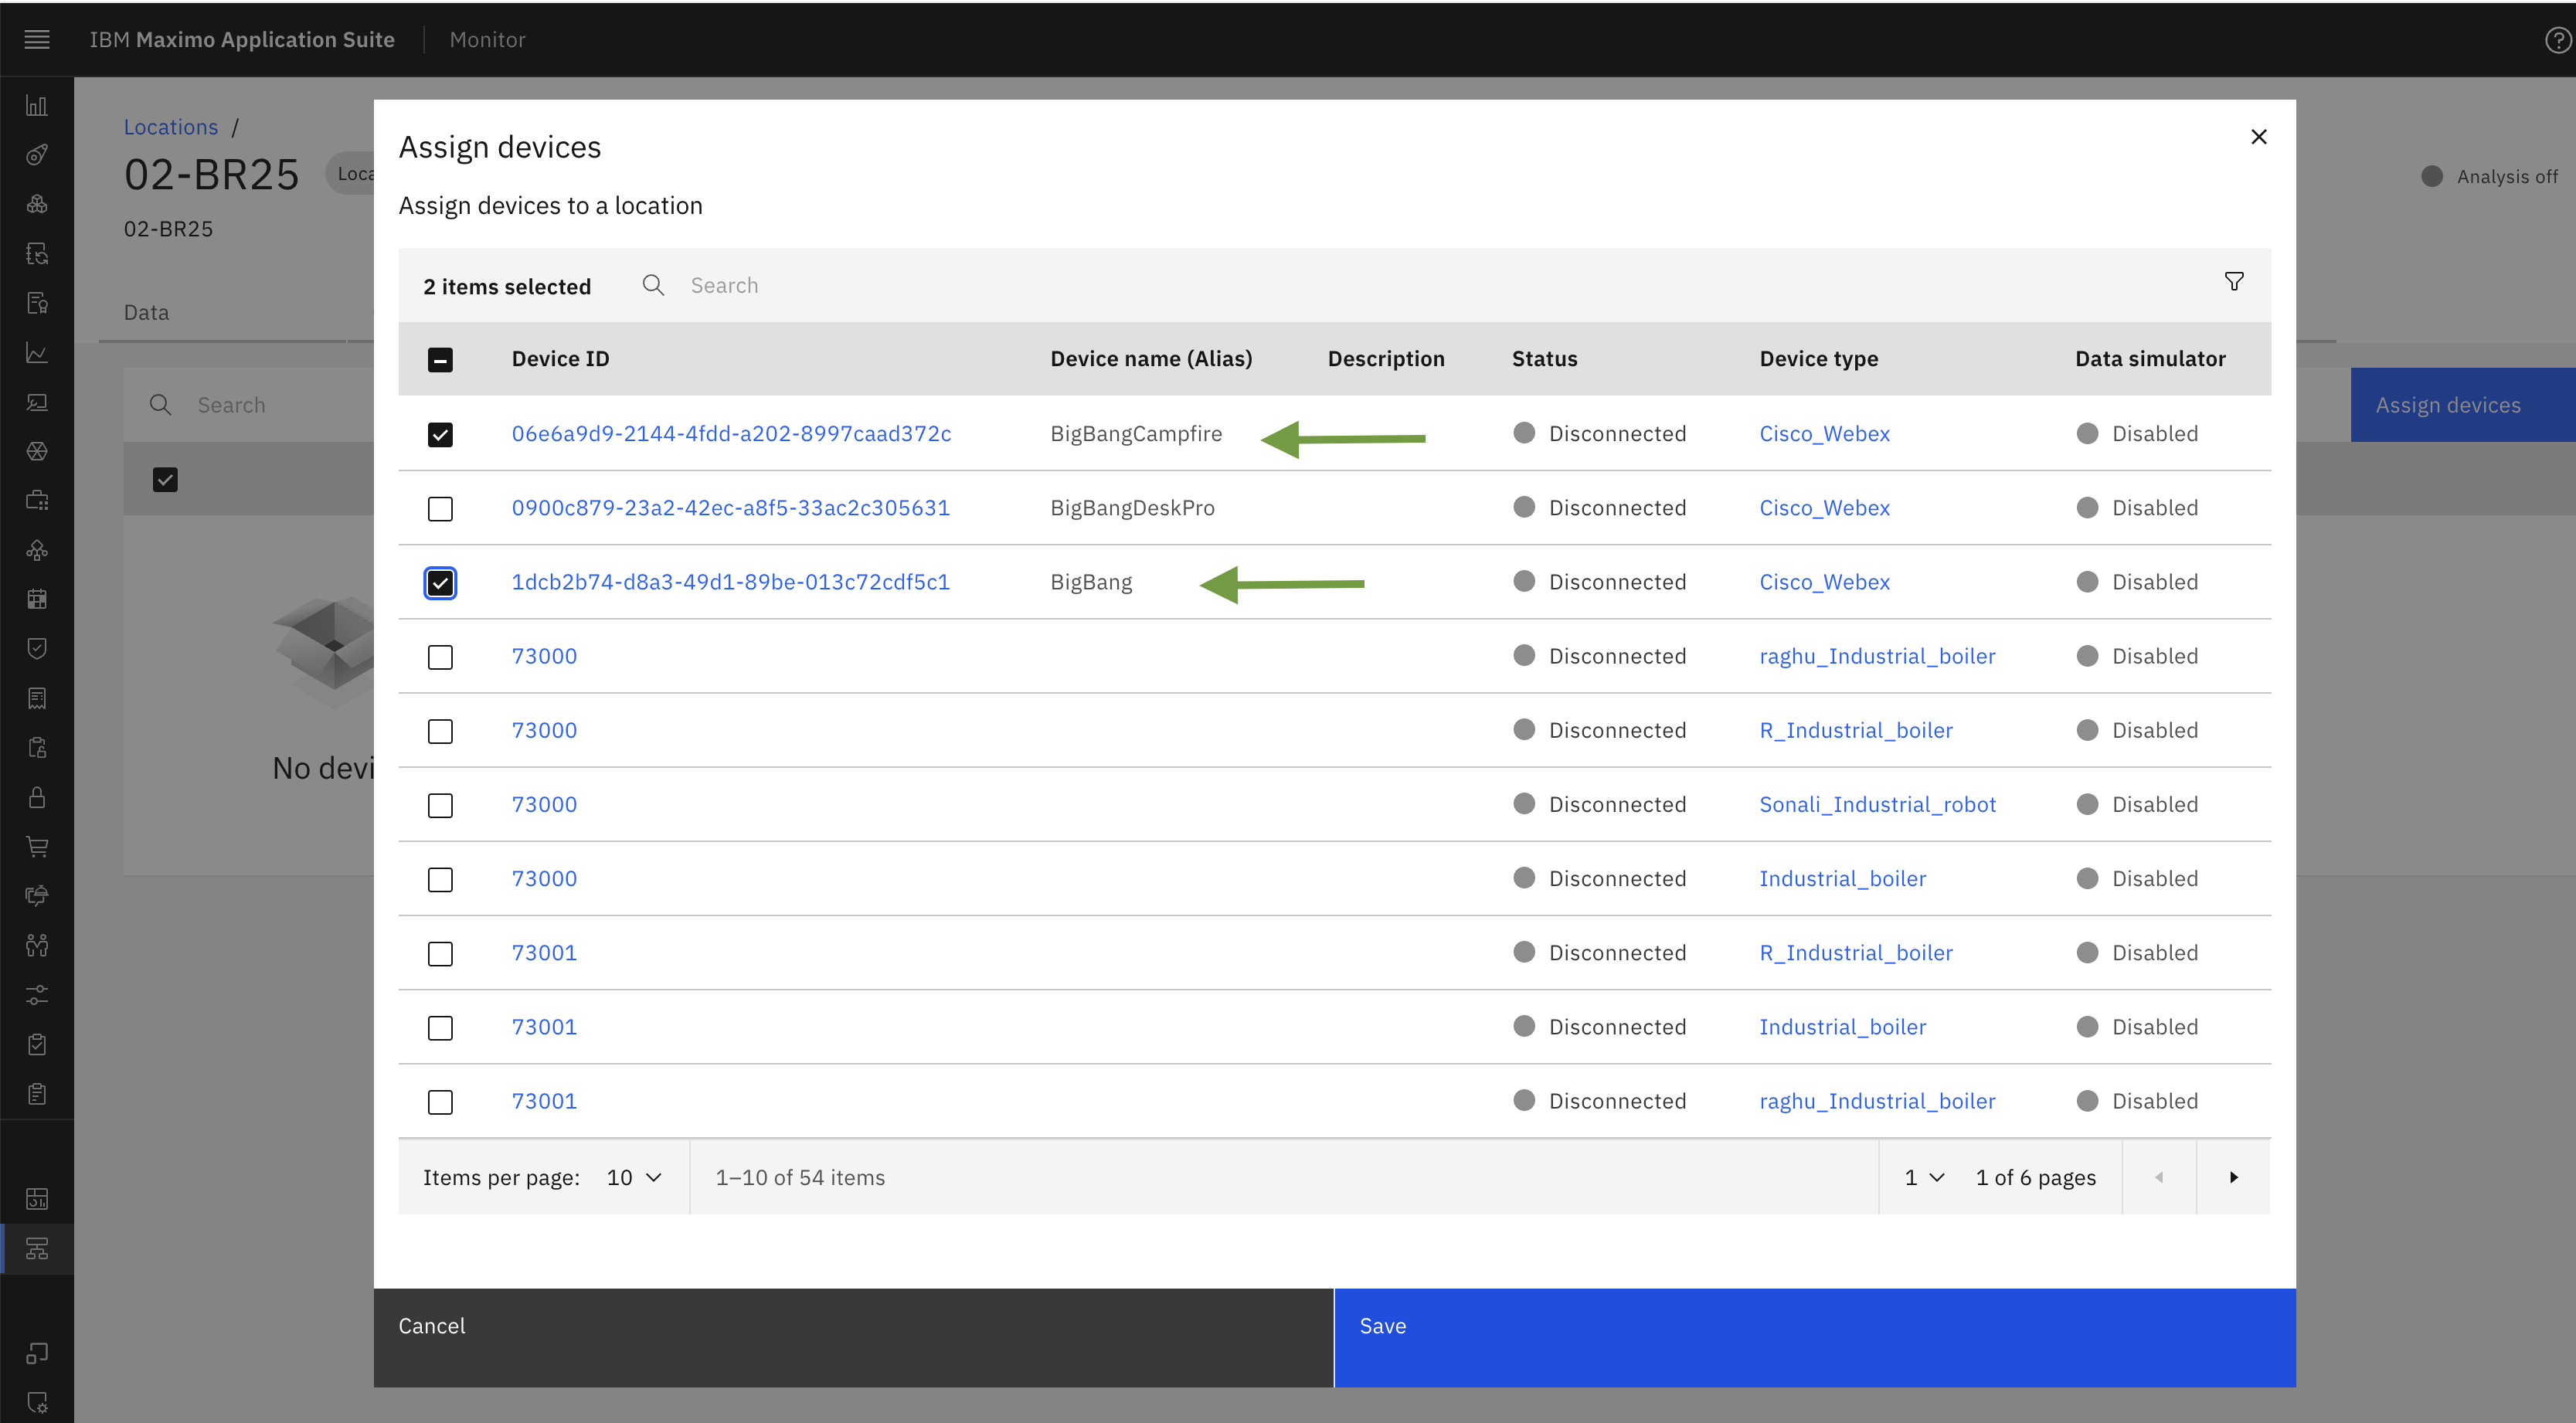 IBM Maximo Application Suite Monitor
Locations /
02-BR25 Loca
02-BR25
Analysis off
Data
Search
Assign devices
No devi
Assign devices
Assign devices to a location
2 items selected Search
Device ID Device name (Alias) Description Status Device type Data simulator
06e6a9d9-2144-4fdd-a202-8997caad372c BigBangCampfire Disconnected Cisco_Webex Disabled
0900c879-23a2-42ec-a8f5-33ac2c305631 BigBangDeskPro Disconnected Cisco_Webex Disabled
1dcb2b74-d8a3-49d1-89be-013c72cdf5c1 BigBang Disconnected Cisco_Webex Disabled
73000 Disconnected raghu_Industrial_boiler Disabled
73000 Disconnected R_Industrial_boiler Disabled
73000 Disconnected Sonali_Industrial_robot Disabled
73000 Disconnected Industrial_boiler Disabled
73001 Disconnected R_Industrial_boiler Disabled
73001 Disconnected Industrial_boiler Disabled
73001 Disconnected raghu_Industrial_boiler Disabled
Items per page: 10 1–10 of 54 items 1 1 of 6 pages
Cancel Save